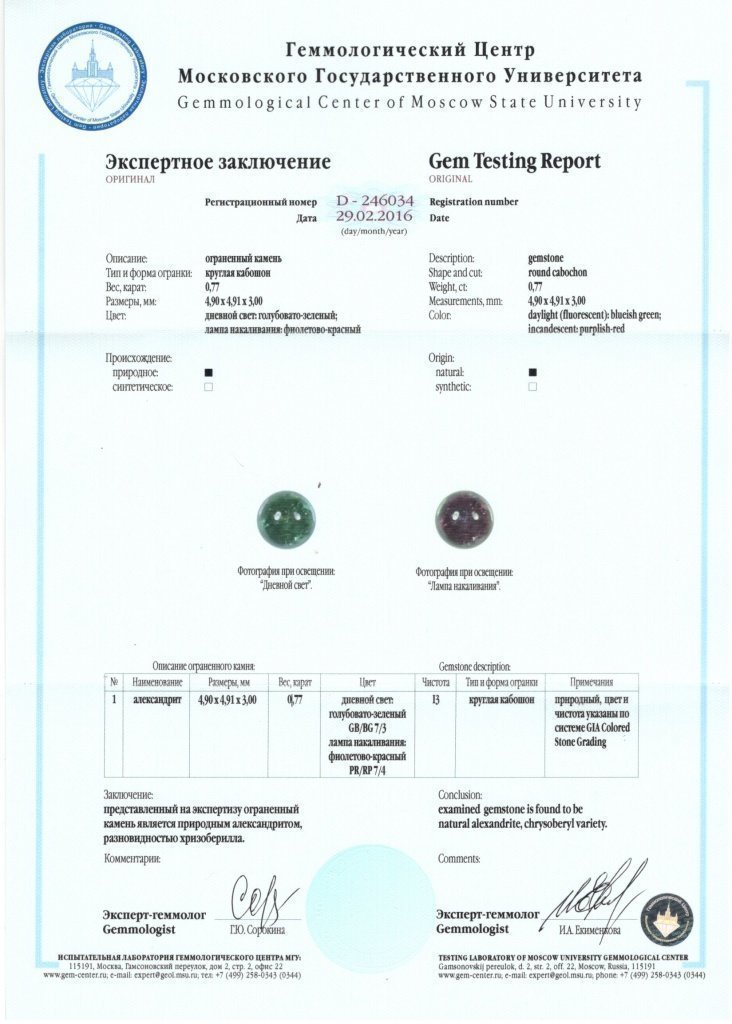 Геммологический Центр
Московского Государственного Университета
Gemmological Center of Moscow State University
Экспертное заключение
ОРИГИНАЛ
Gem Testing Report
ORIGINAL
Регистрационный номер D - 246034 Registration number
Дата 29.02.2016 Date
(day/month/year)
Описание: ограненный камень
Тип и форма огранки: круглая кабошон
Вес, карат: 0,77
Размеры, мм: 4,90 x 4,91 x 3,00
Цвет: дневной свет: голубовато-зеленый;
лампа накаливания: фиолетово-красный
Description: gemstone
Shape and cut: round cabochon
Weight, ct: 0,77
Measurements, mm: 4,90 x 4,91 x 3,00
Color: daylight (fluorescent): blueish green;
incandescent: purplish-red
Происхождение:
природное: ■
синтетическое: □
Origin:
natural: ■
synthetic: □
Фотография при освещении:
"Дневной свет".
Фотография при освещении:
"Лампа накаливания".
Описание ограненного камня: Gemstone description:
№ Наименование Размеры, мм Вес, карат Цвет Чистота Тип и форма огранки Примечания
1 александрит 4,90 x 4,91 x 3,00 0,77 дневной свет: I3 круглая кабошон природный, цвет и
голубовато-зеленый чистота указаны по
GB/BG 7/3 системе GIA Colored
лампа накаливания: Stone Grading
фиолетово-красный
PR/RP 7/4
Заключение:
представленный на экспертизу ограненный
камень является природным александритом,
разновидностью хризоберилла.
Комментарии:
Conclusion:
examined gemstone is found to be
natural alexandrite, chrysoberyl variety.
Comments:
Эксперт-геммолог
Gemmologist Г.Ю. Сорокина
Эксперт-геммолог
Gemmologist И.А. Екименкова
ИСПЫТАТЕЛЬНАЯ ЛАБОРАТОРИЯ ГЕММОЛОГИЧЕСКОГО ЦЕНТРА МГУ:
115191, Москва, Гамсоновский переулок, дом 2, стр. 2, офис 22
www.gem-center.ru; e-mail: expert@geol.msu.ru; тел: +7 (499) 258-0343 (0344)
TESTING LABORATORY OF MOSCOW UNIVERSITY GEMMOLOGICAL CENTER
Gamsonovskij pereulok, d. 2, str. 2, off. 22, Moscow, Russia, 115191
www.gem-center.ru; e-mail: expert@geol.msu.ru; phone: +7 (499) 258-0343 (0344)